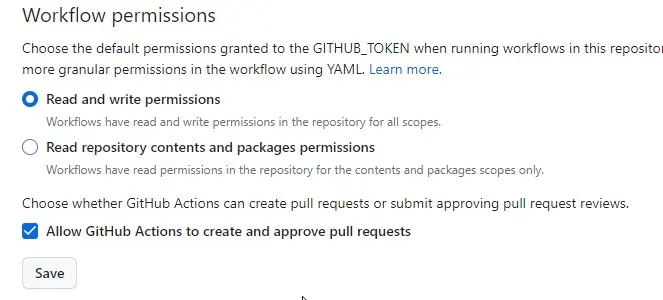 Workflow permissions
Choose the default permissions granted to the GITHUB_TOKEN when running workflows in this
more granular permissions in the workflow using YAML. Learn more.
Read and write permissions
Workflows have read and write permissions in the repository for all scopes.
Read repository contents and packages permissions
Workflows have read permissions in the repository for the contents and packages scopes only.
Choose whether GitHub Actions can create pull requests or submit approving pull request reviews.
Allow GitHub Actions to create and approve pull requests
Save